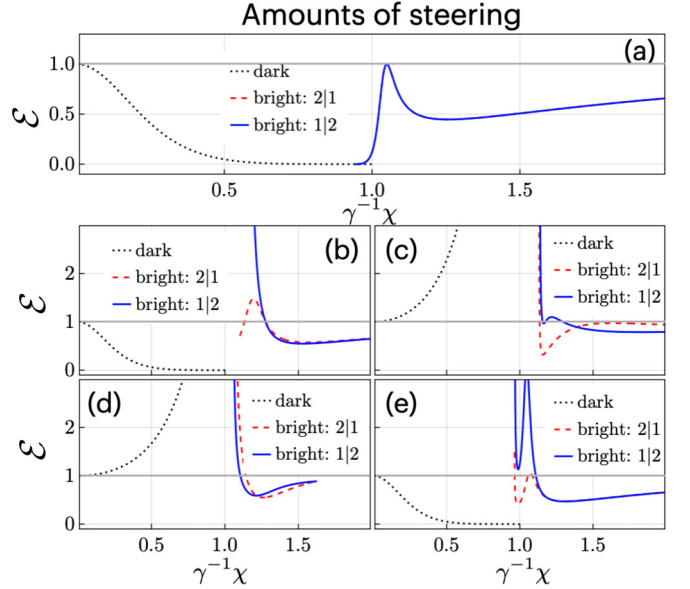 Amounts of steering
(a)
1.0
0.5
0.0
ℰ
dark
bright: 2|1
bright: 1|2
0.5
1.0
1.5
γ⁻¹χ
(b)
dark
bright: 2|1
bright: 1|2
2
1
0
ℰ
(c)
dark
bright: 2|1
bright: 1|2
(d)
dark
bright: 2|1
bright: 1|2
2
1
0
ℰ
0.5
1.0
1.5
γ⁻¹χ
(e)
dark
bright: 2|1
bright: 1|2
0.5
1.0
1.5
γ⁻¹χ